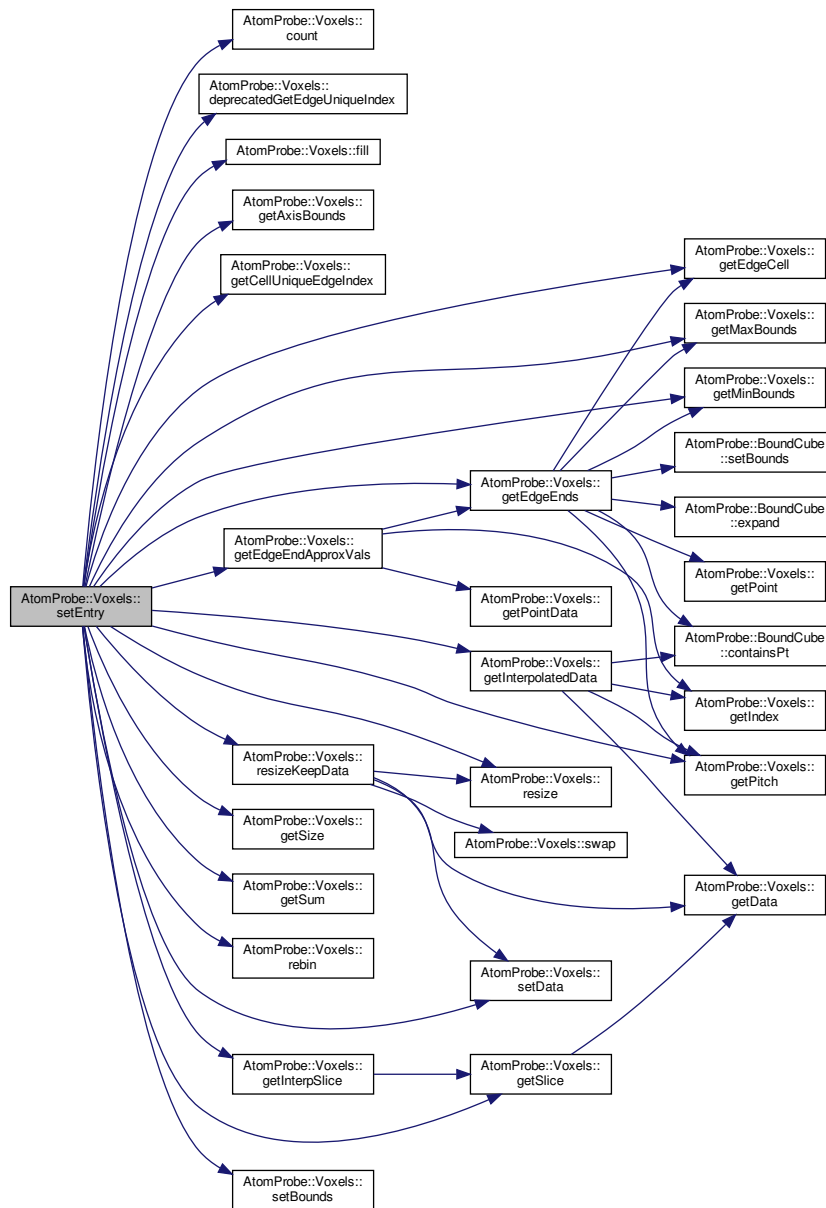 AtomProbe::Voxels::
setEntry
AtomProbe::Voxels::
count
AtomProbe::Voxels::
deprecatedGetEdgeUniqueIndex
AtomProbe::Voxels::fill
AtomProbe::Voxels::
getAxisBounds
AtomProbe::Voxels::
getCellUniqueEdgeIndex
AtomProbe::Voxels::
getEdgeEndApproxVals
AtomProbe::Voxels::
resizeKeepData
AtomProbe::Voxels::
getSize
AtomProbe::Voxels::
getSum
AtomProbe::Voxels::
rebin
AtomProbe::Voxels::
getInterpSlice
AtomProbe::Voxels::
setBounds
AtomProbe::Voxels::
getEdgeEnds
AtomProbe::Voxels::
getPointData
AtomProbe::Voxels::
getInterpolatedData
AtomProbe::Voxels::
resize
AtomProbe::Voxels::swap
AtomProbe::Voxels::
setData
AtomProbe::Voxels::
getSlice
AtomProbe::Voxels::
getEdgeCell
AtomProbe::Voxels::
getMaxBounds
AtomProbe::Voxels::
getMinBounds
AtomProbe::BoundCube
::setBounds
AtomProbe::BoundCube
::expand
AtomProbe::Voxels::
getPoint
AtomProbe::BoundCube
::containsPt
AtomProbe::Voxels::
getIndex
AtomProbe::Voxels::
getPitch
AtomProbe::Voxels::
getData